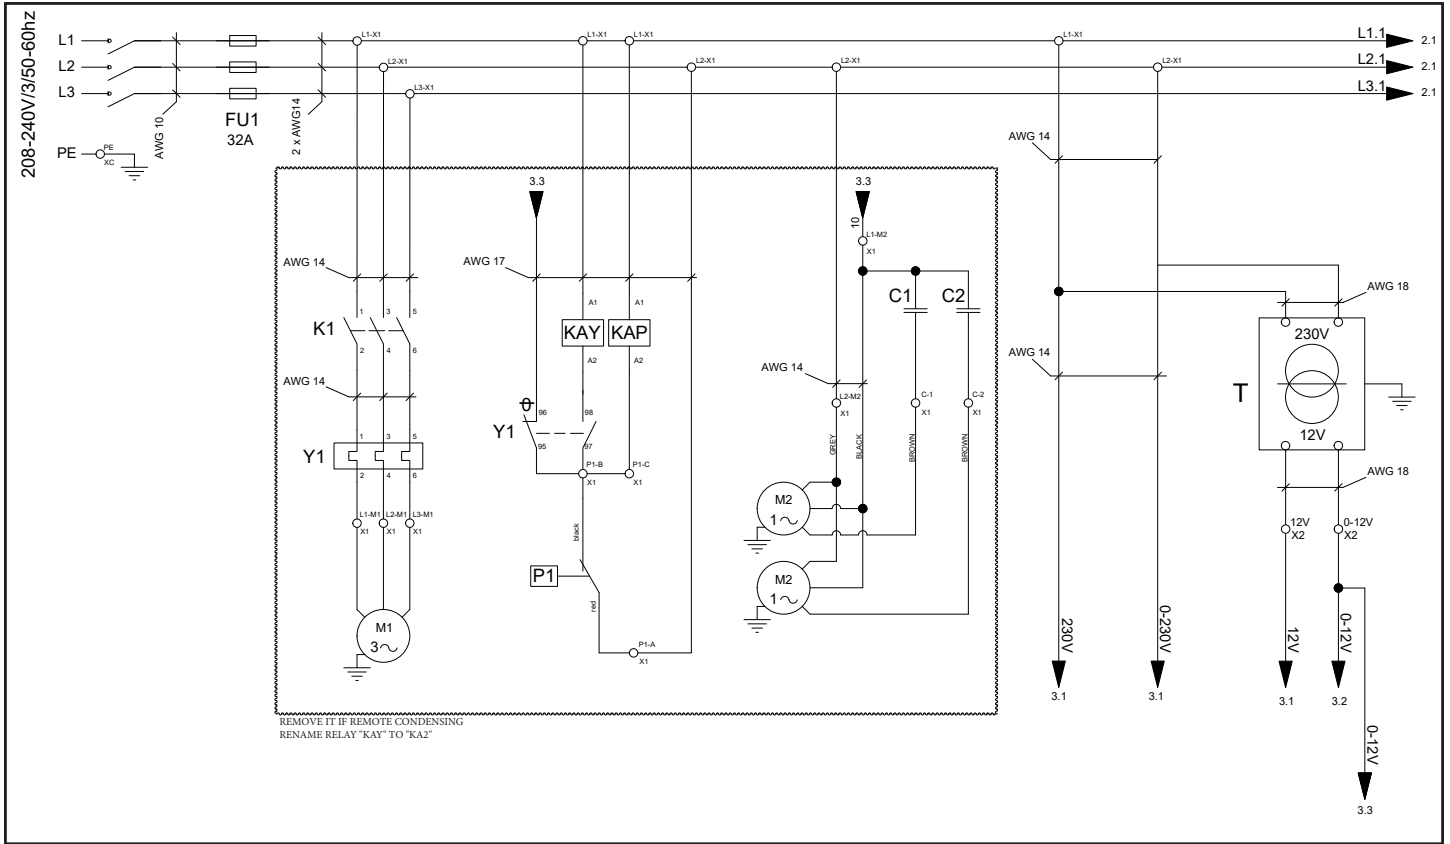 208-240V/3/50-60hz
L1
L2
L3
PE
PE
XC
AWG 10
FU1
32A
2 x AWG14
L1-X1
L2-X1
L3-X1
L1-X1
L1-X1
L2-X1
L2-X1
L1-X1
L2-X1
L1.1
2.1
L2.1
2.1
L3.1
2.1
AWG 14
3.3
3.3
10
L1-M2
X1
AWG 14
AWG 17
K1
1
3
5
2
4
6
A1
A1
KAY
KAP
A2
A2
C1
C2
AWG 18
230V
T
12V
AWG 14
AWG 14
AWG 14
L2-M2
X1
C-1
X1
C-2
X1
GREY
BLACK
BROWN
BROWN
Y1
96
98
95
97
Y1
1
3
5
2
4
6
P1-B
X1
P1-C
X1
AWG 18
L1-M1
X1
L2-M1
X1
L3-M1
X1
black
P1
red
P1-A
X1
M2
1
M2
1
12V
X2
0-12V
X2
M1
3
230V
3.1
0-230V
3.1
12V
3.1
0-12V
3.2
0-12V
3.3
REMOVE IT IF REMOTE CONDENSING
RENAME RELAY "KAY" TO "KA2"